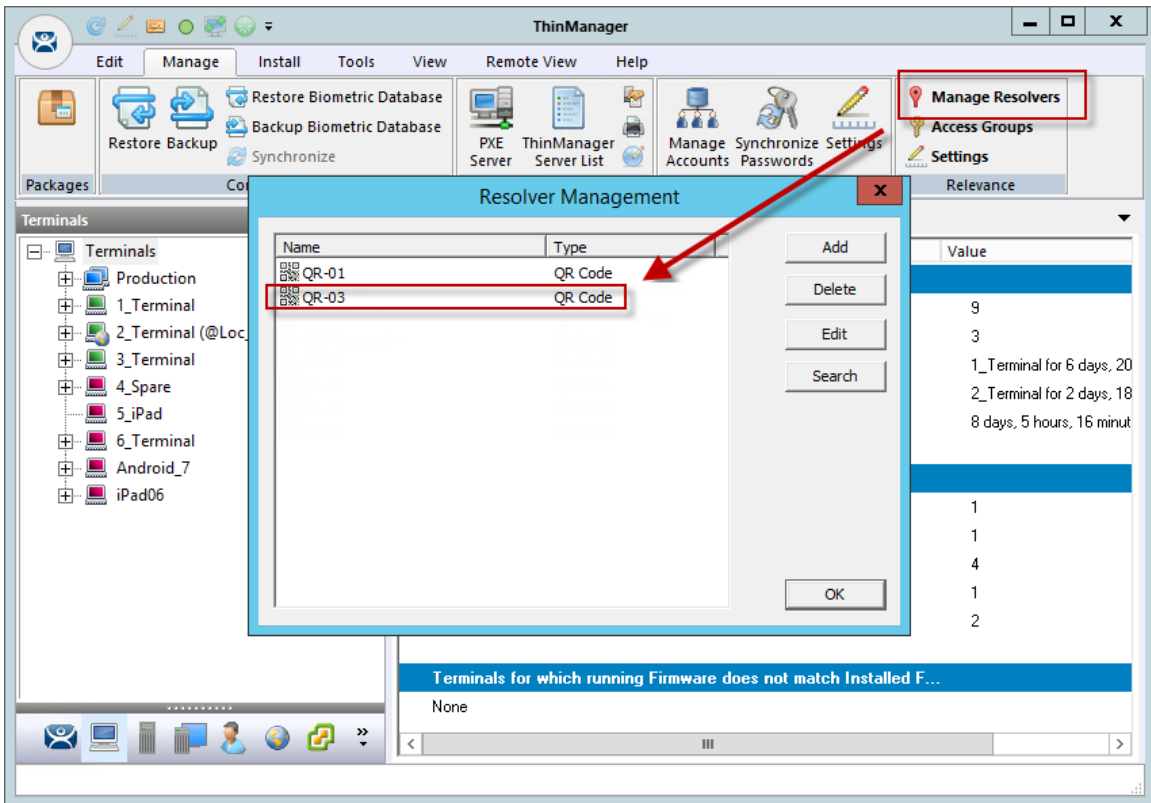 ThinManager
Edit Manage Install Tools View Remote View Help
Restore Backup
Restore Biometric Database
Backup Biometric Database
Synchronize
PXE Server
ThinManager Server List
Manage Accounts
Synchronize Passwords
Settings
Manage Resolvers
Access Groups
Settings
Packages
Co
Relevance
Terminals
Terminals
Production
1_Terminal
2_Terminal (@Loc_
3_Terminal
4_Spare
5_iPad
6_Terminal
Android_7
iPad06
Resolver Management
x
Name Type
QR-01 QR Code
QR-03 QR Code
Add
Delete
Edit
Search
OK
Value
9
3
1_Terminal for 6 days, 20
2_Terminal for 2 days, 18
8 days, 5 hours, 16 minut
1
1
4
1
2
Terminals for which running Firmware does not match Installed F...
None